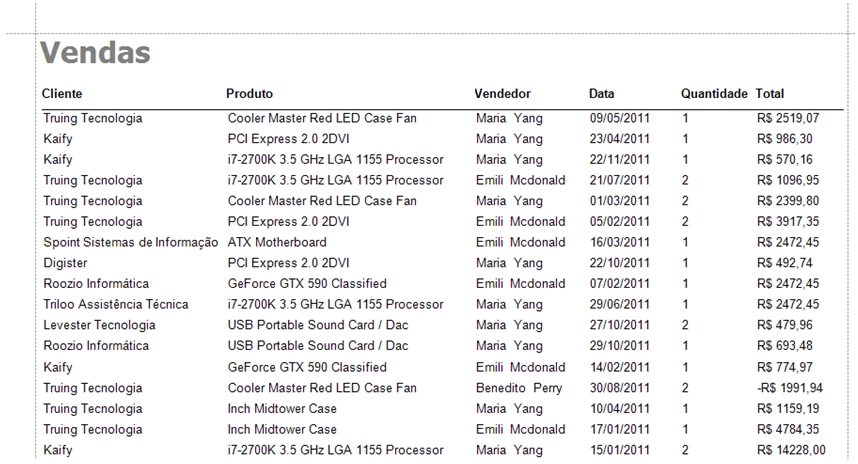 Vendas
Cliente Produto Vendedor Data Quantidade Total
Truing Tecnologia Cooler Master Red LED Case Fan Maria Yang 09/05/2011 1 R$ 2519,07
Kaify PCI Express 2.0 2DVI Maria Yang 23/04/2011 1 R$ 986,30
Kaify i7-2700K 3.5 GHz LGA 1155 Processor Maria Yang 22/11/2011 1 R$ 570,16
Truing Tecnologia i7-2700K 3.5 GHz LGA 1155 Processor Emili Mcdonald 21/07/2011 2 R$ 1096,95
Truing Tecnologia Cooler Master Red LED Case Fan Maria Yang 01/03/2011 2 R$ 2399,80
Truing Tecnologia PCI Express 2.0 2DVI Emili Mcdonald 05/02/2011 2 R$ 3917,35
Spoint Sistemas de Informação ATX Motherboard Emili Mcdonald 16/03/2011 1 R$ 2472,45
Digister PCI Express 2.0 2DVI Maria Yang 22/10/2011 1 R$ 492,74
Roozio Informática GeForce GTX 590 Classified Emili Mcdonald 07/02/2011 1 R$ 2472,45
Triloo Assistência Técnica i7-2700K 3.5 GHz LGA 1155 Processor Maria Yang 29/06/2011 1 R$ 2472,45
Levester Tecnologia USB Portable Sound Card / Dac Maria Yang 27/10/2011 2 R$ 479,96
Roozio Informática USB Portable Sound Card / Dac Maria Yang 29/10/2011 1 R$ 693,48
Kaify GeForce GTX 590 Classified Emili Mcdonald 14/02/2011 1 R$ 774,97
Truing Tecnologia Cooler Master Red LED Case Fan Benedito Perry 30/08/2011 2 -R$ 1991,94
Truing Tecnologia Inch Midtower Case Maria Yang 10/04/2011 1 R$ 1159,19
Truing Tecnologia Inch Midtower Case Emili Mcdonald 17/01/2011 1 R$ 4784,35
Kaify i7-2700K 3.5 GHz LGA 1155 Processor Maria Yang 15/01/2011 2 R$ 14228,00